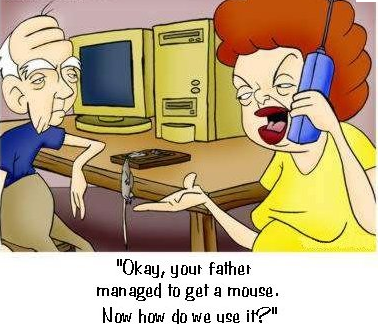 "Okay, your father
managed to get a mouse.
Now how do we use it?"